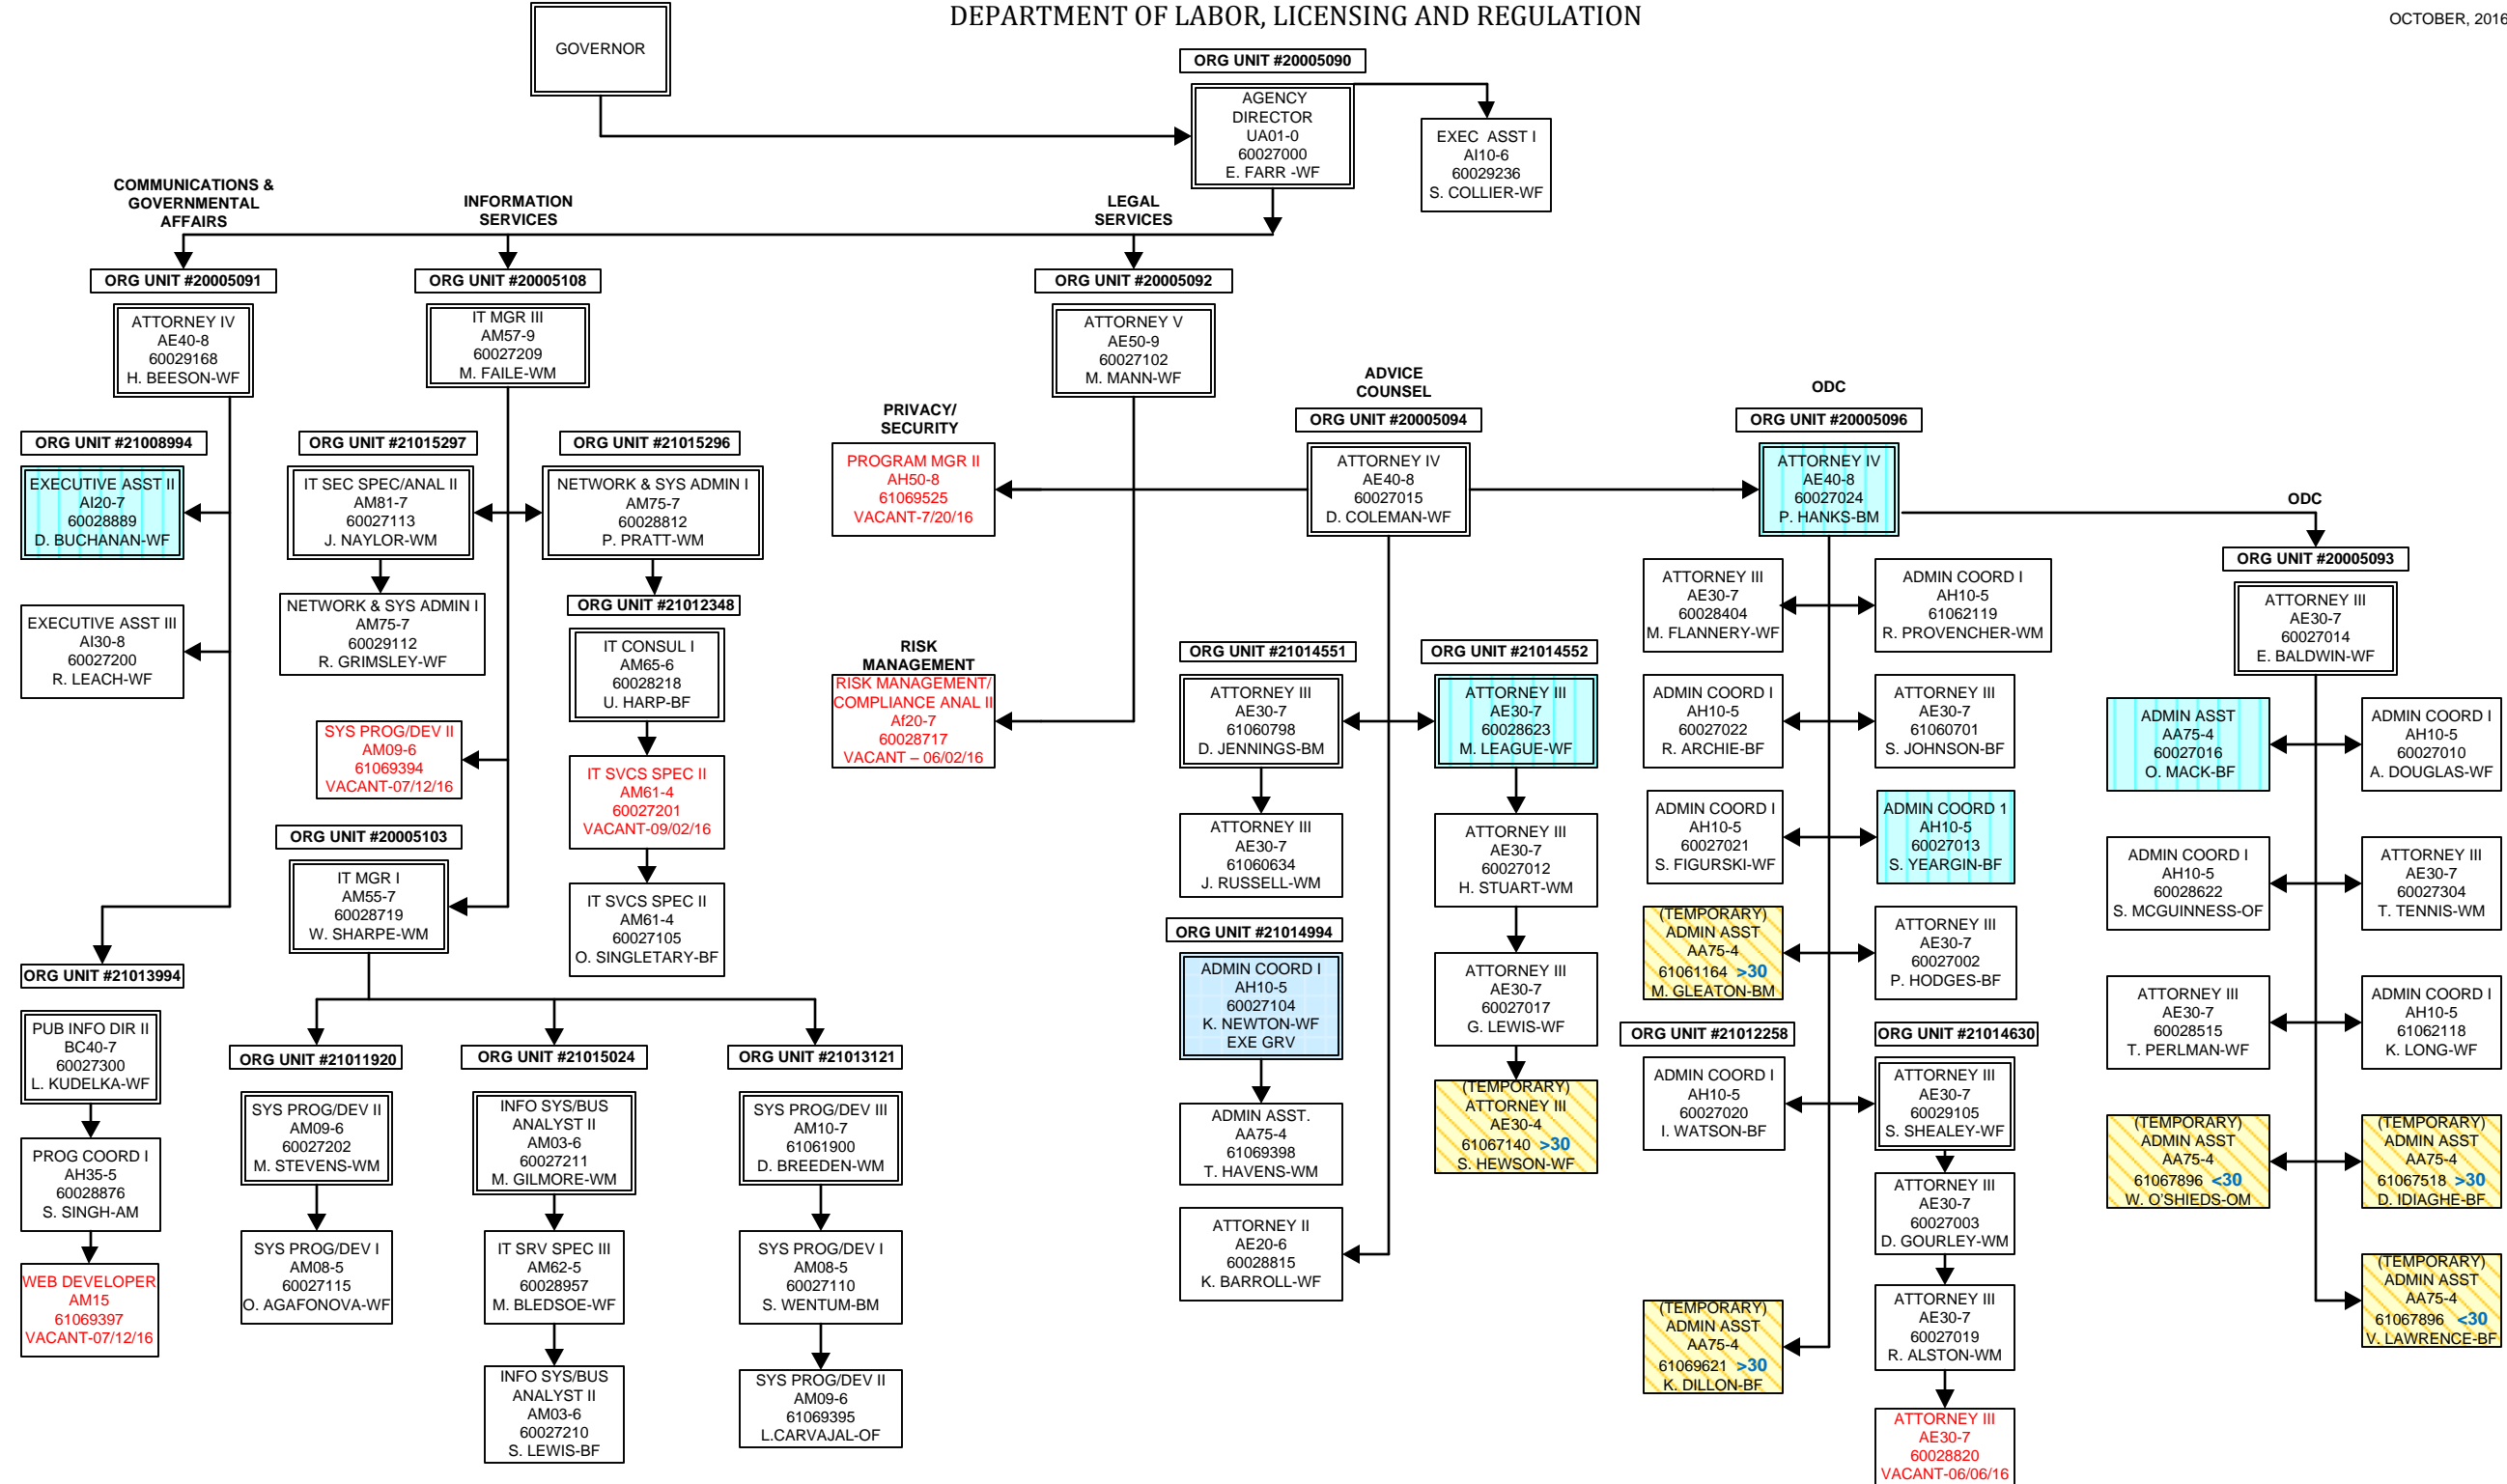 DEPARTMENT OF LABOR, LICENSING AND REGULATION
OCTOBER, 2016
GOVERNOR
ORG UNIT #20005090
AGENCY
DIRECTOR
UA01-0
60027000
E. FARR -WF
EXEC  ASST I
AI10-6
60029236
S. COLLIER-WF
COMMUNICATIONS &
GOVERNMENTAL
AFFAIRS
INFORMATION
SERVICES
LEGAL
SERVICES
ORG UNIT #20005091
ATTORNEY IV
AE40-8
60029168
H. BEESON-WF
ORG UNIT #20005108
IT MGR III
AM57-9
60027209
M. FAILE-WM
ORG UNIT #20005092
ATTORNEY V
AE50-9
60027102
M. MANN-WF
ORG UNIT #21008994
EXECUTIVE ASST II
AI20-7
60028889
D. BUCHANAN-WF
EXECUTIVE ASST III
AI30-8
60027200
R. LEACH-WF
ORG UNIT #21013994
PUB INFO DIR II
BC40-7
60027300
L. KUDELKA-WF
PROG COORD I
AH35-5
60028876
S. SINGH-AM
WEB DEVELOPER
AM15
61069397
VACANT-07/12/16
ORG UNIT #21015297
IT SEC SPEC/ANAL II
AM81-7
60027113
J. NAYLOR-WM
NETWORK & SYS ADMIN I
AM75-7
60029112
R. GRIMSLEY-WF
ORG UNIT #21015296
NETWORK & SYS ADMIN I
AM75-7
60028812
P. PRATT-WM
ORG UNIT #21012348
IT CONSUL I
AM65-6
60028218
U. HARP-BF
IT SVCS SPEC II
AM61-4
60027201
VACANT-09/02/16
IT SVCS SPEC II
AM61-4
60027105
O. SINGLETARY-BF
SYS PROG/DEV II
AM09-6
61069394
VACANT-07/12/16
ORG UNIT #20005103
IT MGR I
AM55-7
60028719
W. SHARPE-WM
ORG UNIT #21011920
SYS PROG/DEV II
AM09-6
60027202
M. STEVENS-WM
SYS PROG/DEV I
AM08-5
60027115
O. AGAFONOVA-WF
ORG UNIT #21015024
INFO SYS/BUS
ANALYST II
AM03-6
60027211
M. GILMORE-WM
IT SRV SPEC III
AM62-5
60028957
M. BLEDSOE-WF
INFO SYS/BUS
ANALYST II
AM03-6
60027210
S. LEWIS-BF
ORG UNIT #21013121
SYS PROG/DEV III
AM10-7
61061900
D. BREEDEN-WM
SYS PROG/DEV I
AM08-5
60027110
S. WENTUM-BM
SYS PROG/DEV II
AM09-6
61069395
L.CARVAJAL-OF
PRIVACY/
SECURITY
PROGRAM MGR II
AH50-8
61069525
VACANT-7/20/16
RISK
MANAGEMENT
RISK MANAGEMENT/
COMPLIANCE ANAL II
Af20-7
60028717
VACANT – 06/02/16
ADVICE
COUNSEL
ORG UNIT #20005094
ATTORNEY IV
AE40-8
60027015
D. COLEMAN-WF
ORG UNIT #21014551
ATTORNEY III
AE30-7
61060798
D. JENNINGS-BM
ATTORNEY III
AE30-7
61060634
J. RUSSELL-WM
ORG UNIT #21014994
ADMIN COORD I
AH10-5
60027104
K. NEWTON-WF
EXE GRV
ADMIN ASST.
AA75-4
61069398
T. HAVENS-WM
ATTORNEY II
AE20-6
60028815
K. BARROLL-WF
ORG UNIT #21014552
ATTORNEY III
AE30-7
60028623
M. LEAGUE-WF
ATTORNEY III
AE30-7
60027012
H. STUART-WM
ATTORNEY III
AE30-7
60027017
G. LEWIS-WF
(TEMPORARY)
ATTORNEY III
AE30-4
61067140  >30
S. HEWSON-WF
ODC
ORG UNIT #20005096
ATTORNEY IV
AE40-8
60027024
P. HANKS-BM
ATTORNEY III
AE30-7
60028404
M. FLANNERY-WF
ADMIN COORD I
AH10-5
61062119
R. PROVENCHER-WM
ADMIN COORD I
AH10-5
60027022
R. ARCHIE-BF
ATTORNEY III
AE30-7
61060701
S. JOHNSON-BF
ADMIN COORD I
AH10-5
60027021
S. FIGURSKI-WF
ADMIN COORD 1
AH10-5
60027013
S. YEARGIN-BF
(TEMPORARY)
ADMIN ASST
AA75-4
61061164  >30
M. GLEATON-BM
ATTORNEY III
AE30-7
60027002
P. HODGES-BF
ORG UNIT #21012258
ADMIN COORD I
AH10-5
60027020
I. WATSON-BF
ORG UNIT #21014630
ATTORNEY III
AE30-7
60029105
S. SHEALEY-WF
ATTORNEY III
AE30-7
60027003
D. GOURLEY-WM
ATTORNEY III
AE30-7
60027019
R. ALSTON-WM
ATTORNEY III
AE30-7
60028820
VACANT-06/06/16
(TEMPORARY)
ADMIN ASST
AA75-4
61069621  >30
K. DILLON-BF
ODC
ORG UNIT #20005093
ATTORNEY III
AE30-7
60027014
E. BALDWIN-WF
ADMIN ASST
AA75-4
60027016
O. MACK-BF
ADMIN COORD I
AH10-5
60027010
A. DOUGLAS-WF
ADMIN COORD I
AH10-5
60028622
S. MCGUINNESS-OF
ATTORNEY III
AE30-7
60027304
T. TENNIS-WM
ATTORNEY III
AE30-7
60028515
T. PERLMAN-WF
ADMIN COORD I
AH10-5
61062118
K. LONG-WF
(TEMPORARY)
ADMIN ASST
AA75-4
61067896  <30
W. O'SHIEDS-OM
(TEMPORARY)
ADMIN ASST
AA75-4
61067518  >30
D. IDIAGHE-BF
(TEMPORARY)
ADMIN ASST
AA75-4
61067896  <30
V. LAWRENCE-BF